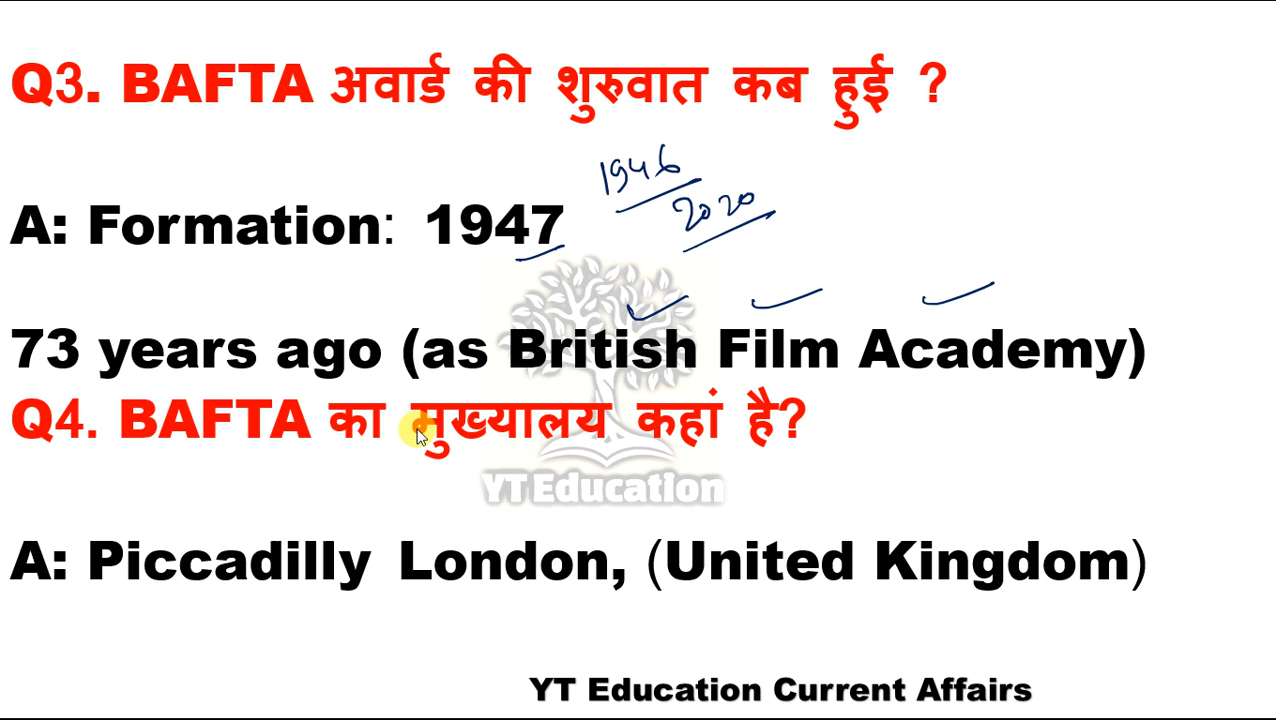 Q3. BAFTA अवार्ड की शुरुवात कब हुई ?
1946
2020
A: Formation: 1947
73 years ago (as British Film Academy)
Q4. BAFTA का मुख्यालय कहां है?
YT Education
A: Piccadilly London, (United Kingdom)
YT Education Current Affairs